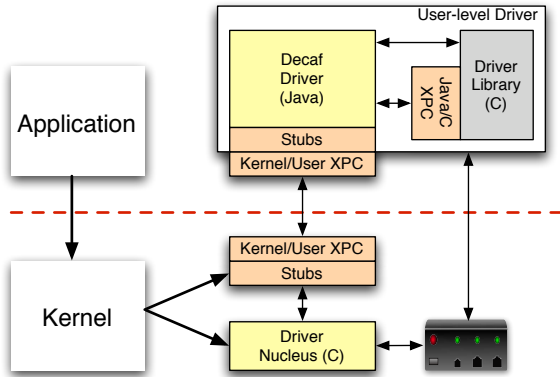 User-level Driver
Decaf
Driver
(Java)
Java/C
XPC
Driver
Library
(C)
Stubs
Kernel/User XPC
Application
Kernel/User XPC
Stubs
Kernel
Driver
Nucleus (C)